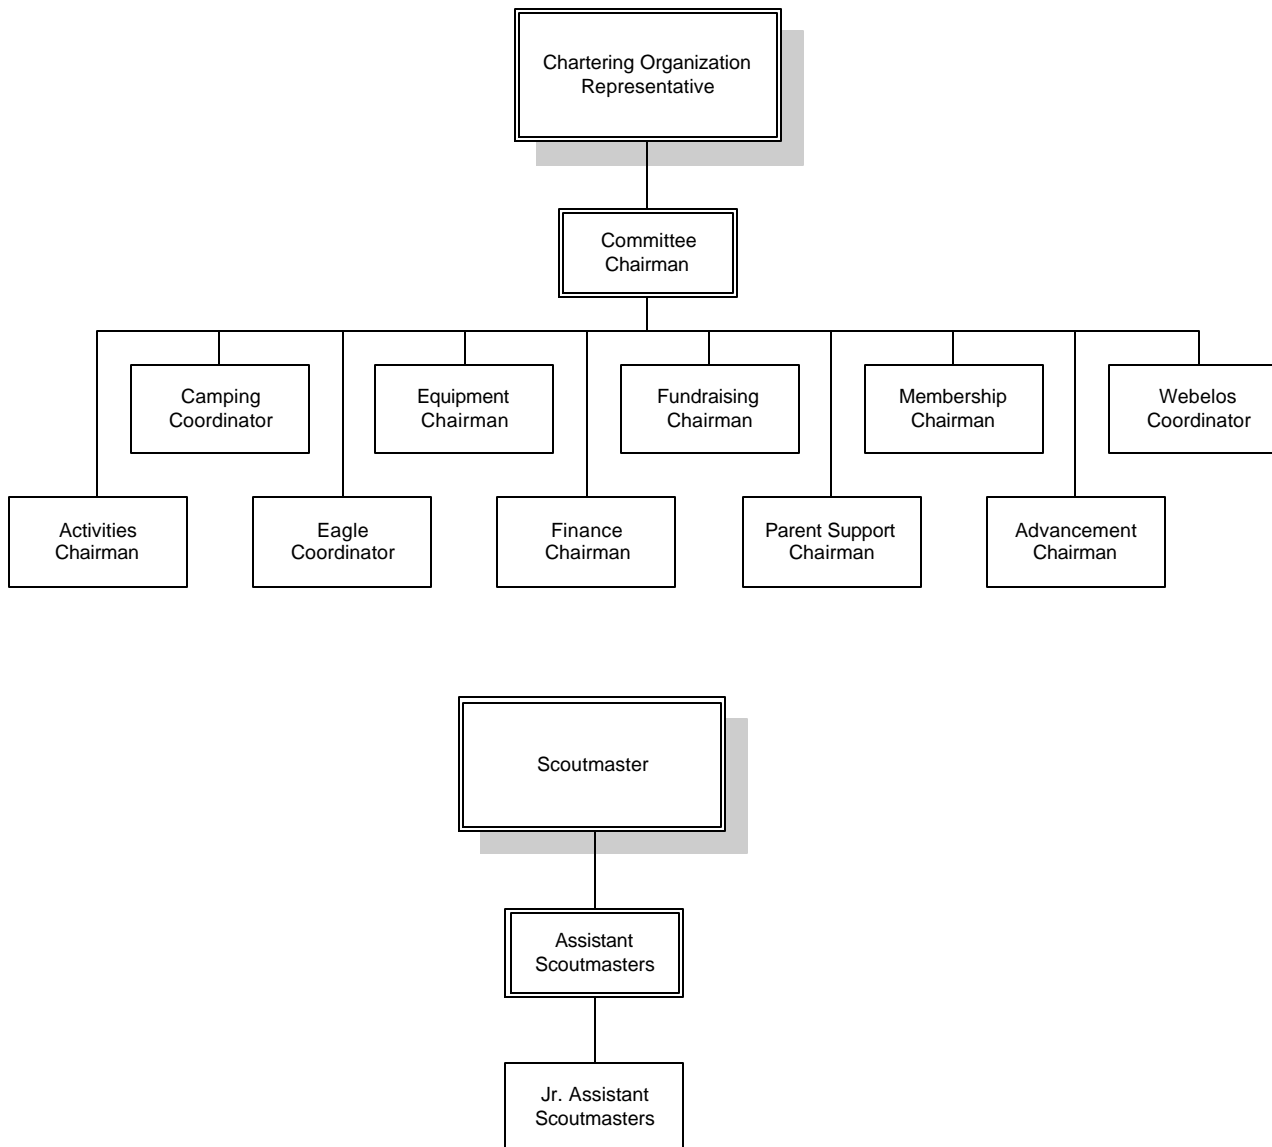 Chartering Organization
Representative
Committee
Chairman
Camping
Coordinator
Equipment
Chairman
Fundraising
Chairman
Membership
Chairman
Webelos
Coordinator
Activities
Chairman
Eagle
Coordinator
Finance
Chairman
Parent Support
Chairman
Advancement
Chairman
Scoutmaster
Assistant
Scoutmasters
Jr. Assistant
Scoutmasters